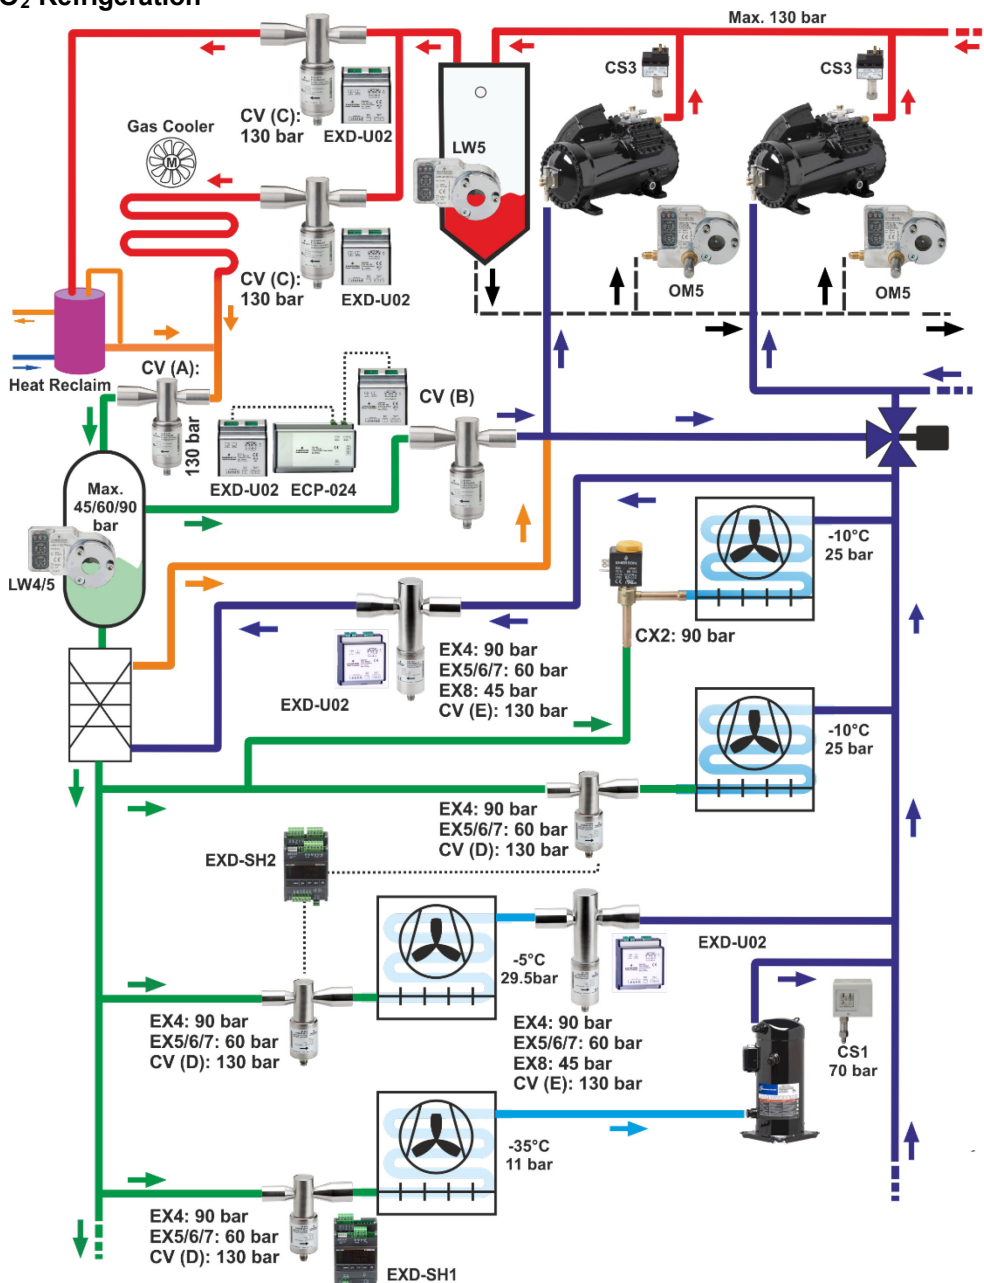 O₂ Refrigeration
Max. 130 bar
CS3
CS3
CV (C):
130 bar
EXD-U02
Gas Cooler
M
LW5
CV (C):
130 bar
EXD-U02
OM5
OM5
Heat Reclaim
CV (A):
130 bar
CV (B)
EXD-U02
ECP-024
Max.
45/60/90
bar
LW4/5
-10°C
25 bar
CX2: 90 bar
EX4: 90 bar
EX5/6/7: 60 bar
EX8: 45 bar
CV (E): 130 bar
EXD-U02
-10°C
25 bar
EX4: 90 bar
EX5/6/7: 60 bar
CV (D): 130 bar
EXD-SH2
-5°C
29.5bar
EXD-U02
EX4: 90 bar
EX5/6/7: 60 bar
CV (D): 130 bar
EX4: 90 bar
EX5/6/7: 60 bar
EX8: 45 bar
CV (E): 130 bar
CS1
70 bar
-35°C
11 bar
EX4: 90 bar
EX5/6/7: 60 bar
CV (D): 130 bar
EXD-SH1